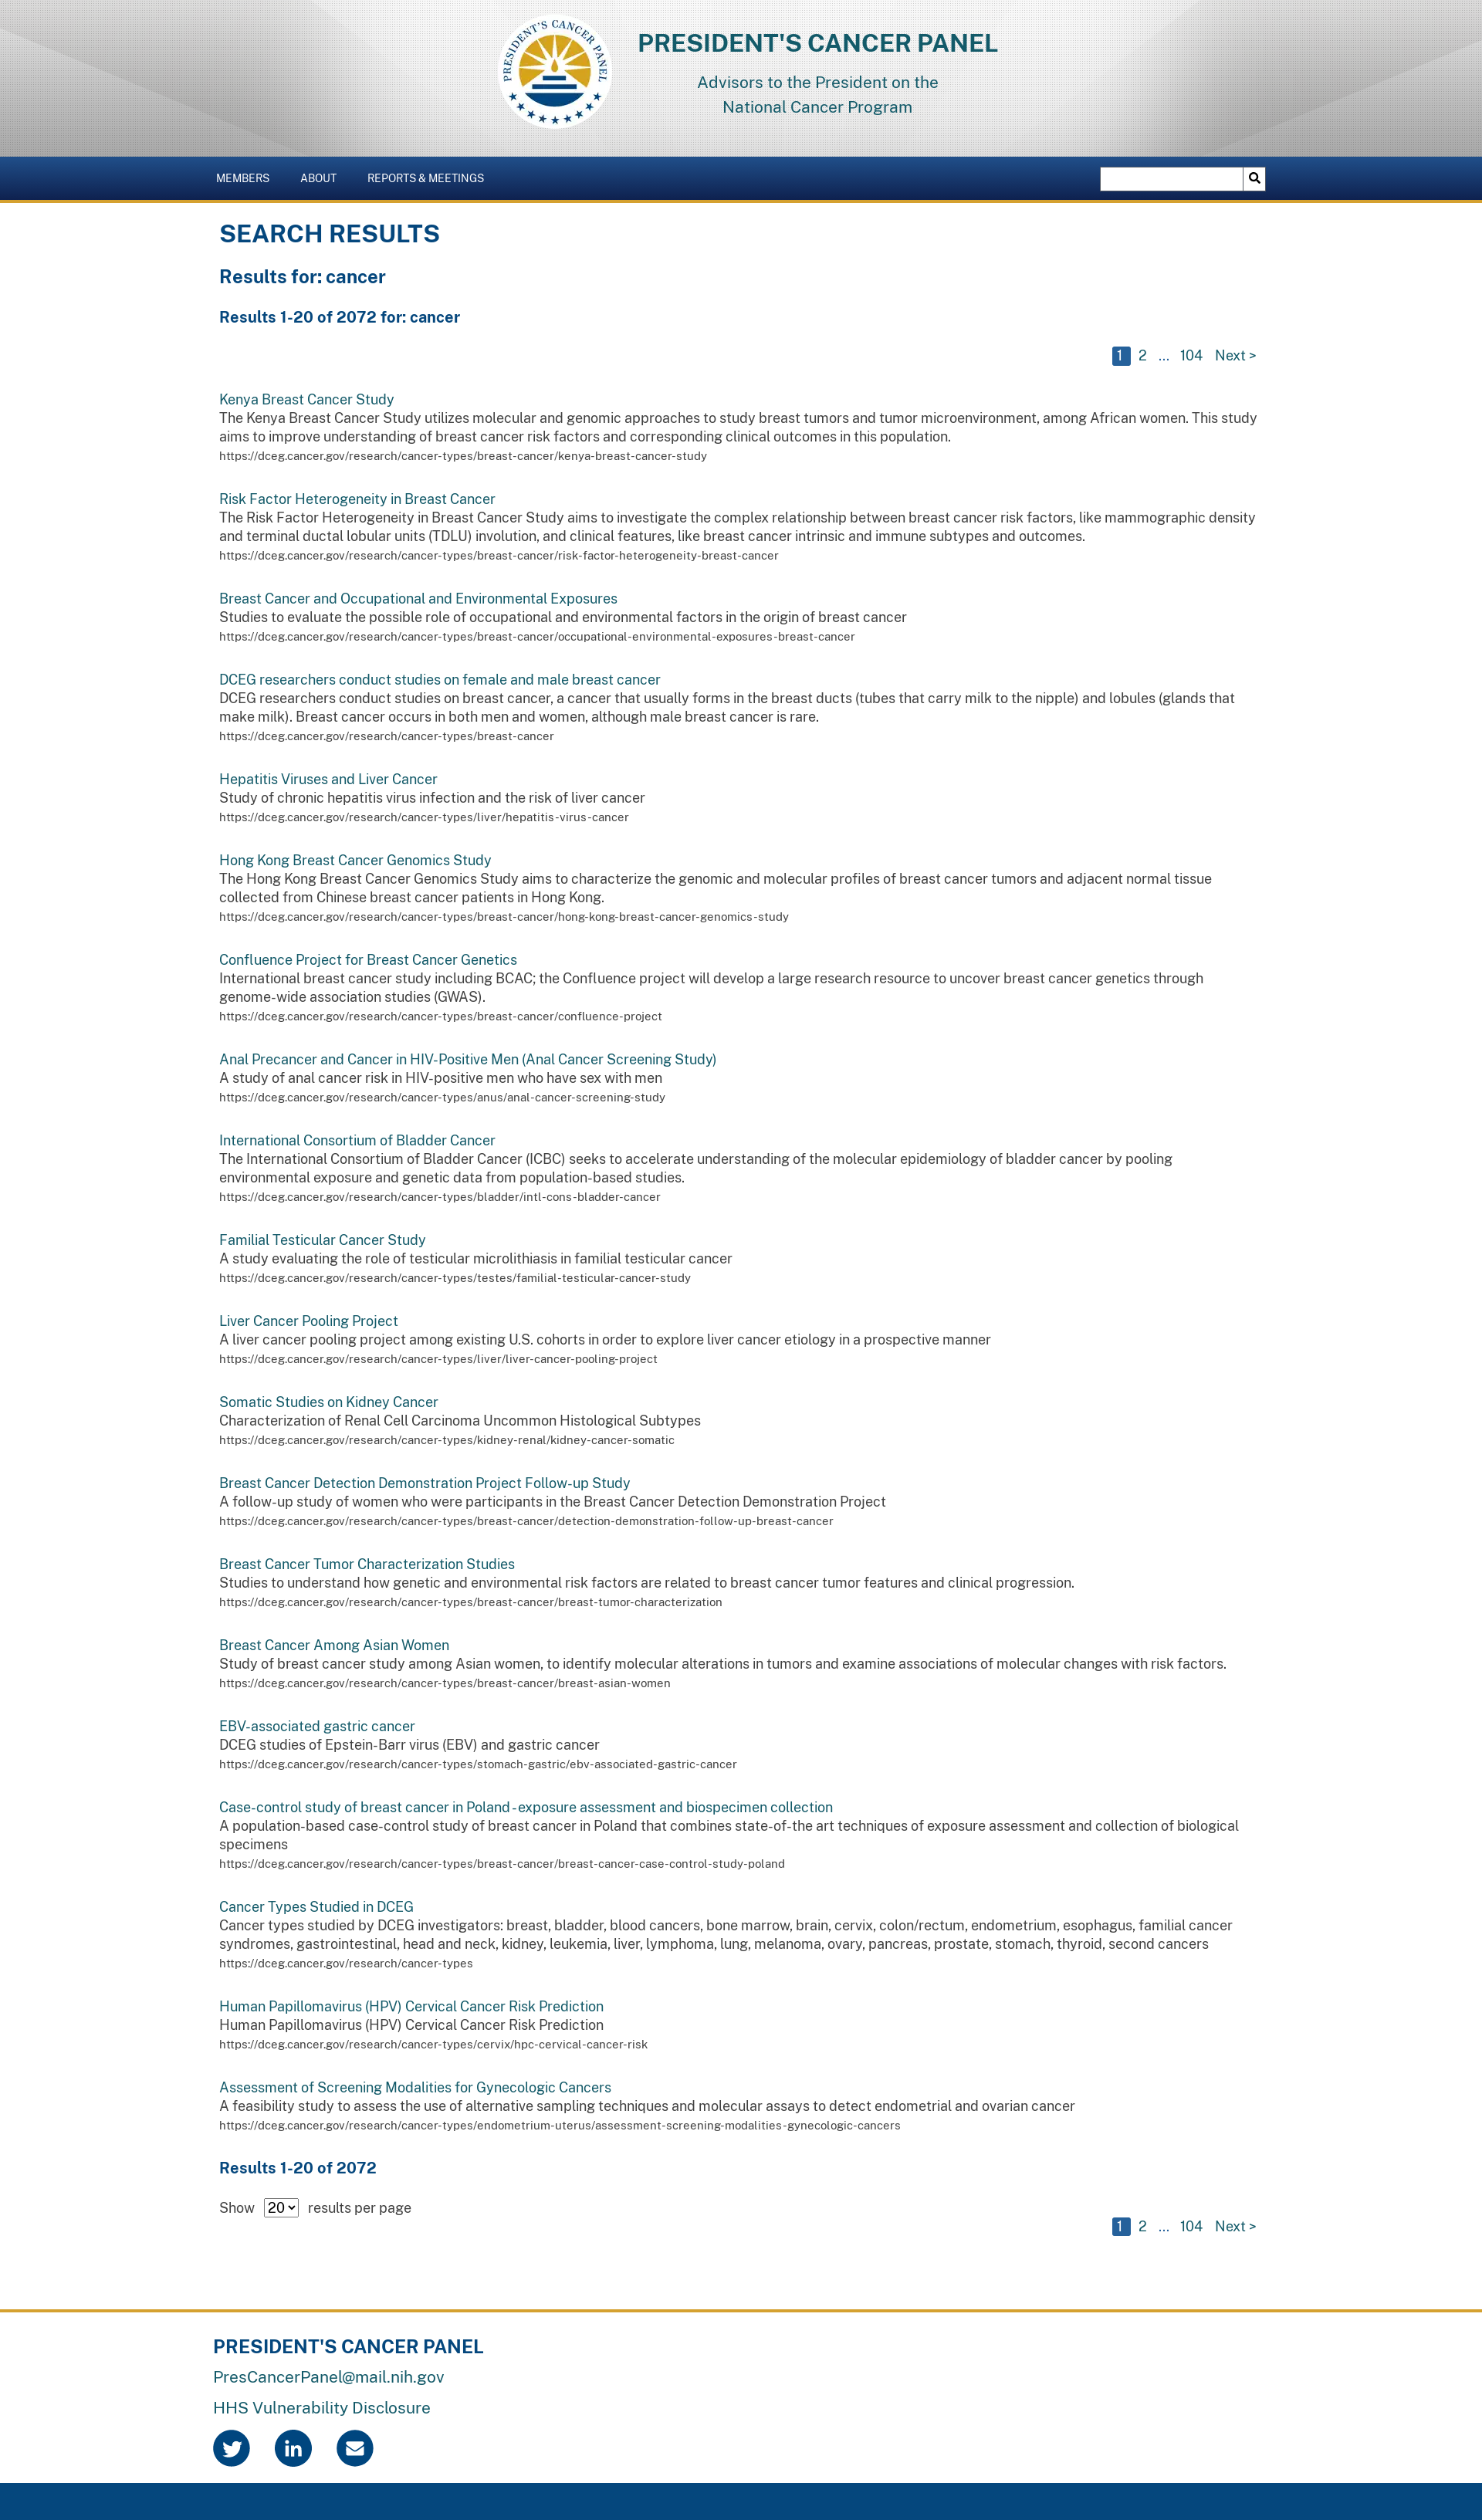 PRESIDENT'S CANCER PANEL
PRESIDENT'S CANCER PANEL
Advisors to the President on the
National Cancer Program
MEMBERS ABOUT REPORTS & MEETINGS
SEARCH RESULTS
Results for: cancer
Results 1-20 of 2072 for: cancer
1 2 ... 104 Next >
Kenya Breast Cancer Study
The Kenya Breast Cancer Study utilizes molecular and genomic approaches to study breast tumors and tumor microenvironment, among African women. This study
aims to improve understanding of breast cancer risk factors and corresponding clinical outcomes in this population.
https://dceg.cancer.gov/research/cancer-types/breast-cancer/kenya-breast-cancer-study
Risk Factor Heterogeneity in Breast Cancer
The Risk Factor Heterogeneity in Breast Cancer Study aims to investigate the complex relationship between breast cancer risk factors, like mammographic density
and terminal ductal lobular units (TDLU) involution, and clinical features, like breast cancer intrinsic and immune subtypes and outcomes.
https://dceg.cancer.gov/research/cancer-types/breast-cancer/risk-factor-heterogeneity-breast-cancer
Breast Cancer and Occupational and Environmental Exposures
Studies to evaluate the possible role of occupational and environmental factors in the origin of breast cancer
https://dceg.cancer.gov/research/cancer-types/breast-cancer/occupational-environmental-exposures-breast-cancer
DCEG researchers conduct studies on female and male breast cancer
DCEG researchers conduct studies on breast cancer, a cancer that usually forms in the breast ducts (tubes that carry milk to the nipple) and lobules (glands that
make milk). Breast cancer occurs in both men and women, although male breast cancer is rare.
https://dceg.cancer.gov/research/cancer-types/breast-cancer
Hepatitis Viruses and Liver Cancer
Study of chronic hepatitis virus infection and the risk of liver cancer
https://dceg.cancer.gov/research/cancer-types/liver/hepatitis-virus-cancer
Hong Kong Breast Cancer Genomics Study
The Hong Kong Breast Cancer Genomics Study aims to characterize the genomic and molecular profiles of breast cancer tumors and adjacent normal tissue
collected from Chinese breast cancer patients in Hong Kong.
https://dceg.cancer.gov/research/cancer-types/breast-cancer/hong-kong-breast-cancer-genomics-study
Confluence Project for Breast Cancer Genetics
International breast cancer study including BCAC; the Confluence project will develop a large research resource to uncover breast cancer genetics through
genome-wide association studies (GWAS).
https://dceg.cancer.gov/research/cancer-types/breast-cancer/confluence-project
Anal Precancer and Cancer in HIV-Positive Men (Anal Cancer Screening Study)
A study of anal cancer risk in HIV-positive men who have sex with men
https://dceg.cancer.gov/research/cancer-types/anus/anal-cancer-screening-study
International Consortium of Bladder Cancer
The International Consortium of Bladder Cancer (ICBC) seeks to accelerate understanding of the molecular epidemiology of bladder cancer by pooling
environmental exposure and genetic data from population-based studies.
https://dceg.cancer.gov/research/cancer-types/bladder/intl-cons-bladder-cancer
Familial Testicular Cancer Study
A study evaluating the role of testicular microlithiasis in familial testicular cancer
https://dceg.cancer.gov/research/cancer-types/testes/familial-testicular-cancer-study
Liver Cancer Pooling Project
A liver cancer pooling project among existing U.S. cohorts in order to explore liver cancer etiology in a prospective manner
https://dceg.cancer.gov/research/cancer-types/liver/liver-cancer-pooling-project
Somatic Studies on Kidney Cancer
Characterization of Renal Cell Carcinoma Uncommon Histological Subtypes
https://dceg.cancer.gov/research/cancer-types/kidney-renal/kidney-cancer-somatic
Breast Cancer Detection Demonstration Project Follow-up Study
A follow-up study of women who were participants in the Breast Cancer Detection Demonstration Project
https://dceg.cancer.gov/research/cancer-types/breast-cancer/detection-demonstration-follow-up-breast-cancer
Breast Cancer Tumor Characterization Studies
Studies to understand how genetic and environmental risk factors are related to breast cancer tumor features and clinical progression.
https://dceg.cancer.gov/research/cancer-types/breast-cancer/breast-tumor-characterization
Breast Cancer Among Asian Women
Study of breast cancer study among Asian women, to identify molecular alterations in tumors and examine associations of molecular changes with risk factors.
https://dceg.cancer.gov/research/cancer-types/breast-cancer/breast-asian-women
EBV-associated gastric cancer
DCEG studies of Epstein-Barr virus (EBV) and gastric cancer
https://dceg.cancer.gov/research/cancer-types/stomach-gastric/ebv-associated-gastric-cancer
Case-control study of breast cancer in Poland - exposure assessment and biospecimen collection
A population-based case-control study of breast cancer in Poland that combines state-of-the art techniques of exposure assessment and collection of biological
specimens
https://dceg.cancer.gov/research/cancer-types/breast-cancer/breast-cancer-case-control-study-poland
Cancer Types Studied in DCEG
Cancer types studied by DCEG investigators: breast, bladder, blood cancers, bone marrow, brain, cervix, colon/rectum, endometrium, esophagus, familial cancer
syndromes, gastrointestinal, head and neck, kidney, leukemia, liver, lymphoma, lung, melanoma, ovary, pancreas, prostate, stomach, thyroid, second cancers
https://dceg.cancer.gov/research/cancer-types
Human Papillomavirus (HPV) Cervical Cancer Risk Prediction
Human Papillomavirus (HPV) Cervical Cancer Risk Prediction
https://dceg.cancer.gov/research/cancer-types/cervix/hpc-cervical-cancer-risk
Assessment of Screening Modalities for Gynecologic Cancers
A feasibility study to assess the use of alternative sampling techniques and molecular assays to detect endometrial and ovarian cancer
https://dceg.cancer.gov/research/cancer-types/endometrium-uterus/assessment-screening-modalities-gynecologic-cancers
Results 1-20 of 2072
Show 20 results per page
1 2 ... 104 Next >
PRESIDENT'S CANCER PANEL
PresCancerPanel@mail.nih.gov
HHS Vulnerability Disclosure
in